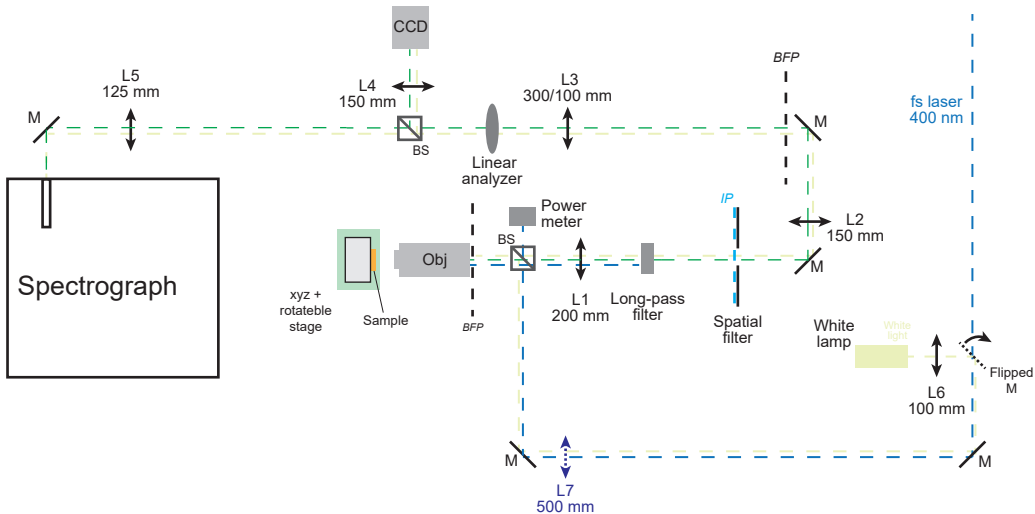 CCD
L5
125 mm
L4
150 mm
L3
300/100 mm
BFP
fs laser
400 nm
M
M
BS
Linear
analyzer
Power
meter
IP
L2
150 mm
BS
Obj
Spectrograph
M
xyz +
rotateble
stage
Sample
BFP
L1
200 mm
Long-pass
filter
Spatial
filter
White
lamp
White
light
L6
100 mm
Flipped
M
M
M
L7
500 mm